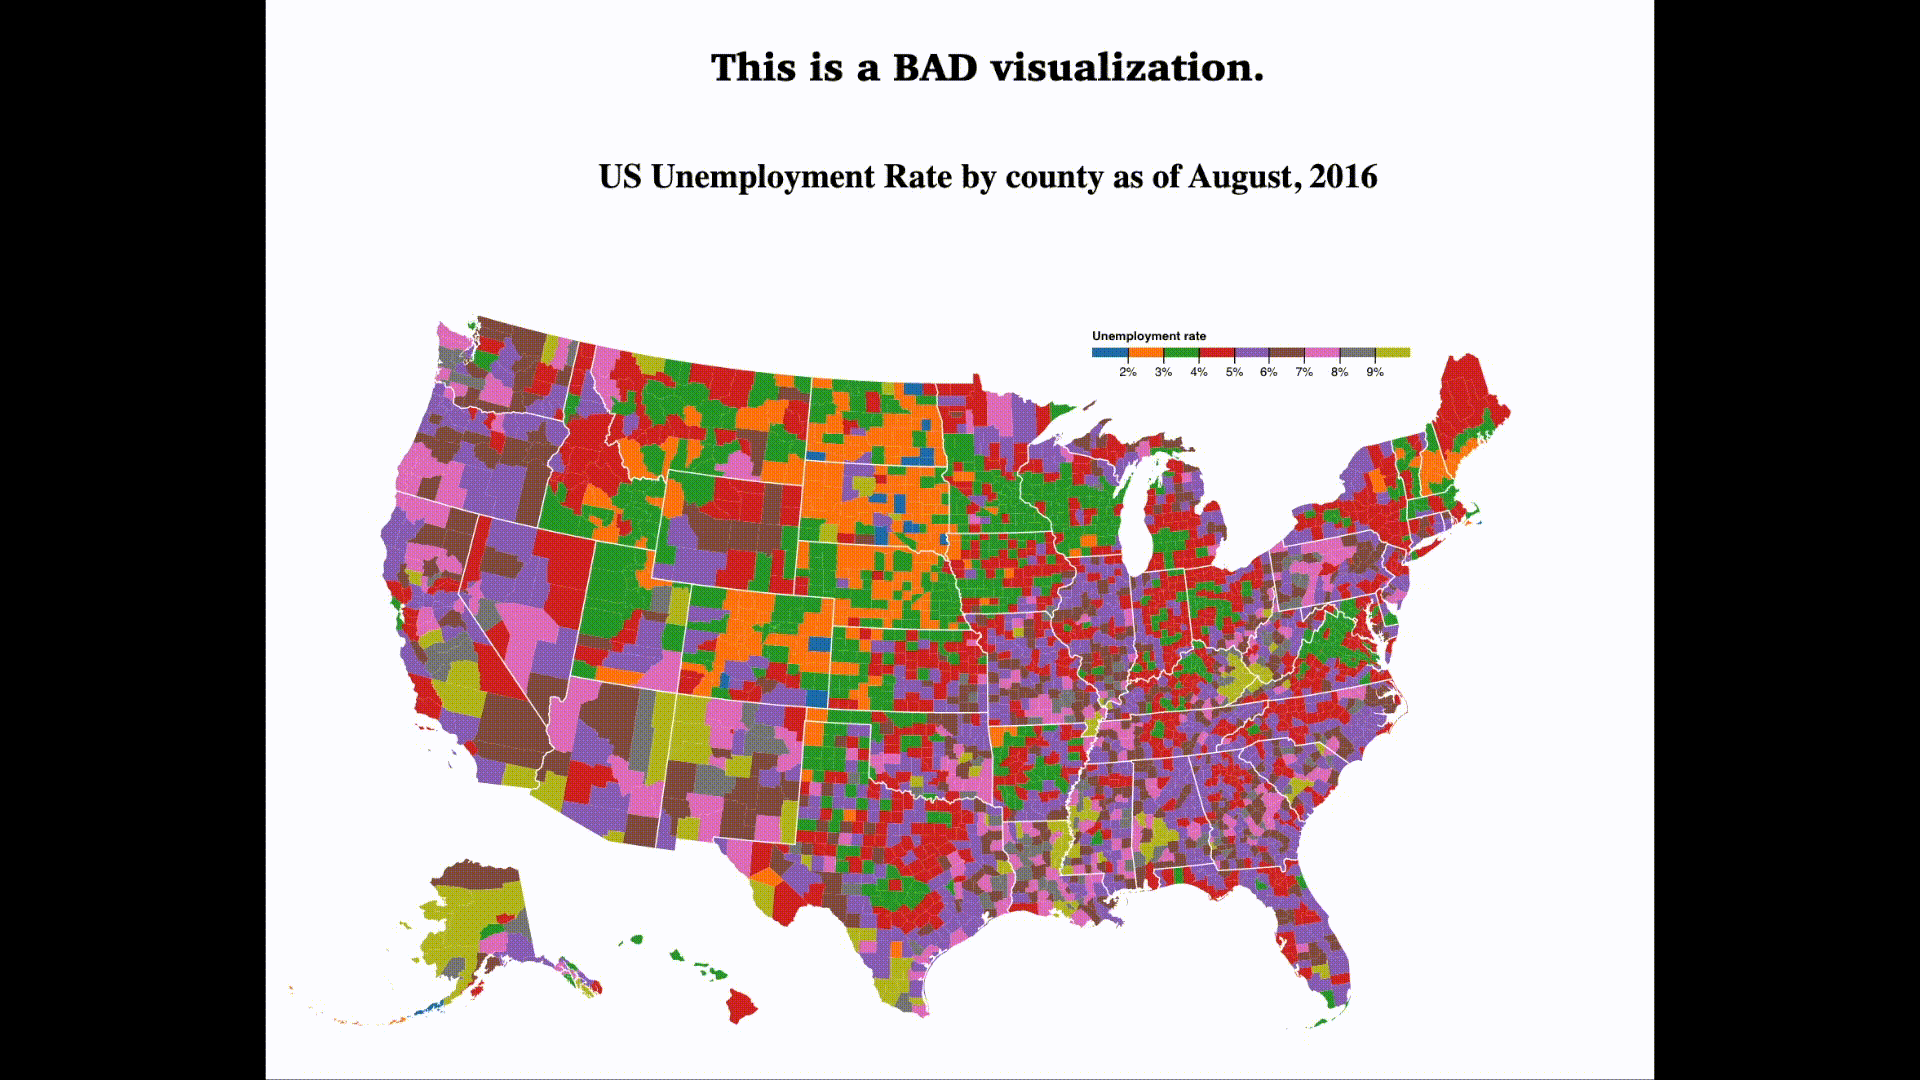 This is a BAD visualization.
US Unemployment Rate by county as of August, 2016
Unemployment rate
2% 3% 4% 5% 6% 7% 8% 9%